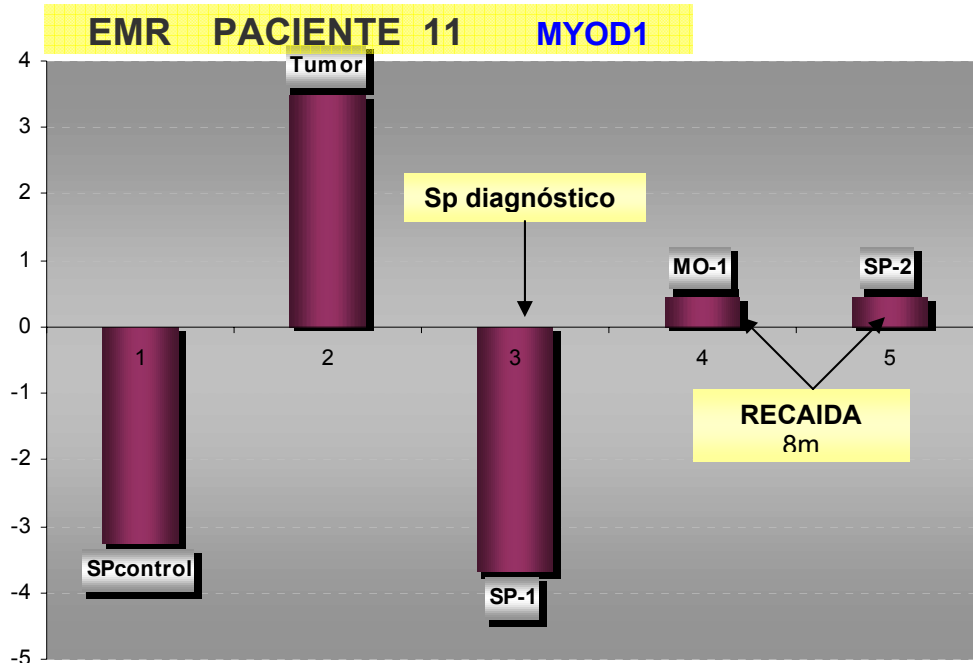 EMR PACIENTE 11 MYOD1
4
3
2
1
0
-1
-2
-3
-4
-5
Tumor
Sp diagnóstico
MO-1
SP-2
1
2
3
4
5
RECAIDA
8m
SPcontrol
SP-1